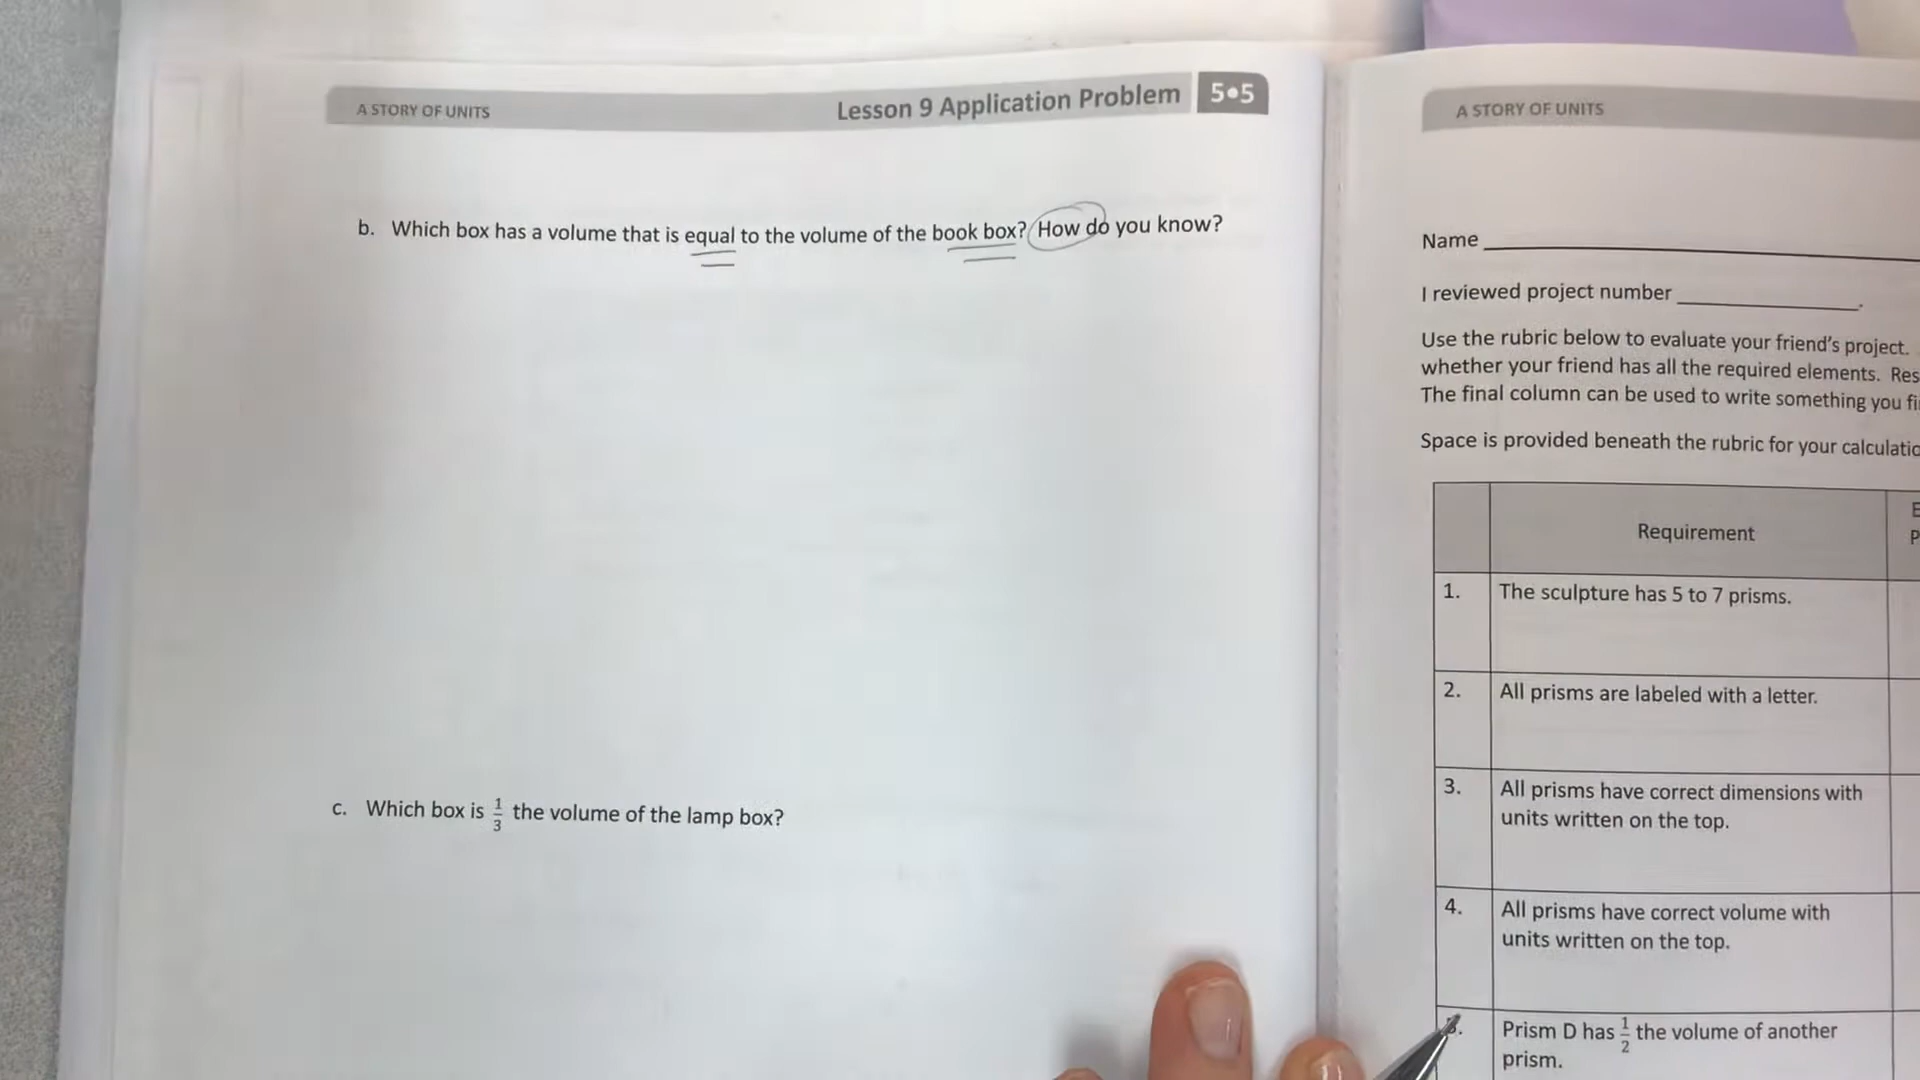 A STORY OF UNITS
Lesson 9 Application Problem 5•5
b. Which box has a volume that is equal to the volume of the book box? How do you know?
c. Which box is 1/3 the volume of the lamp box?
A STORY OF UNITS
Name
I reviewed project number .
Use the rubric below to evaluate your friend's project.
whether your friend has all the required elements.
The final column can be used to write something you
Space is provided beneath the rubric for your
Requirement
1. The sculpture has 5 to 7 prisms.
2. All prisms are labeled with a letter.
3. All prisms have correct dimensions with
units written on the top.
4. All prisms have correct volume with
units written on the top.
Prism D has 1/2 the volume of another
prism.